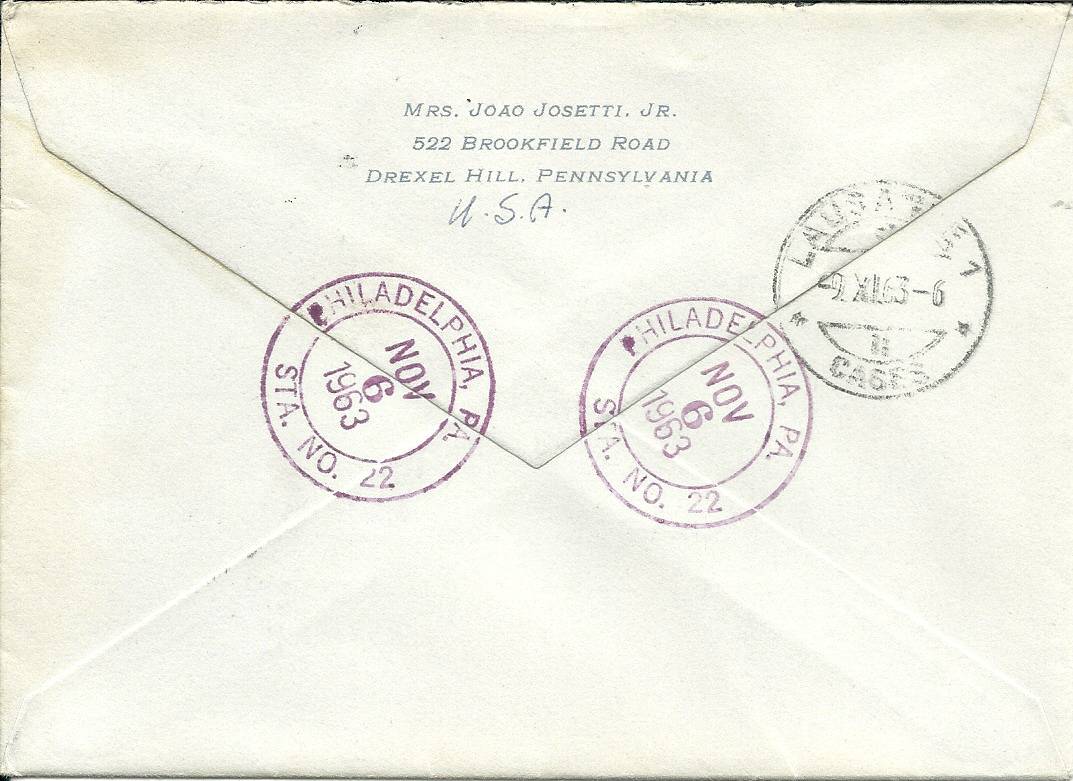 MRS. JOAO JOSETTI, JR.
522 BROOKFIELD ROAD
DREXEL HILL, PENNSYLVANIA
U.S.A.
PHILADELPHIA, PA
STA. NO. 22
NOV
6
1963
PHILADELPHIA, PA.
STA. NO. 22
NOV
6
1963
1
-9.XI.63-6